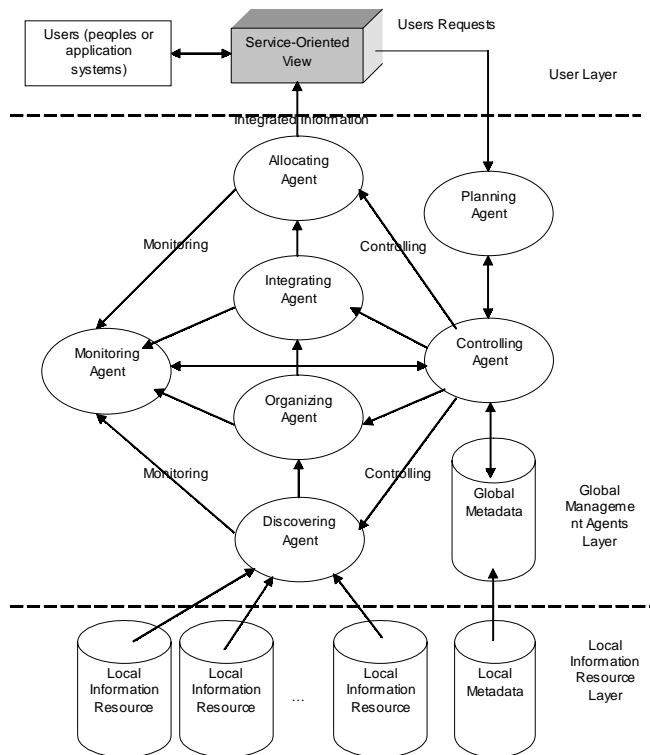 Users Requests
Users (peoples or
application
systems)
Service-Oriented
View
User Layer
Integrated Information
Allocating
Agent
Planning
Agent
Monitoring
Controlling
Integrating
Agent
Monitoring
Agent
Controlling
Agent
Organizing
Agent
Monitoring
Controlling
Global
Metadata
Global
Manageme
nt Agents
Layer
Discovering
Agent
Local
Information
Resource
Local
Information
Resource
...
Local
Information
Resource
Local
Metadata
Local
Information
Resource
Layer